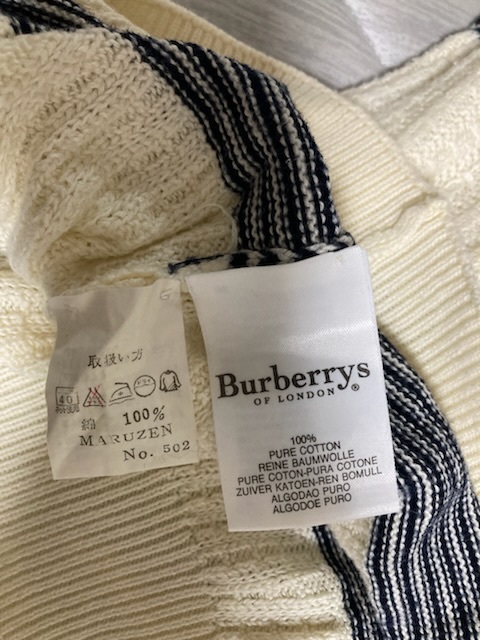 取扱い方
40
綿 100%
MARUZEN
No. 502
G
Burberrys
OF LONDON ®
100%
PURE COTTON
REINE BAUMWOLLE
PURE COTON-PURA COTONE
ZUIVER KATOEN-REN BOMULL
ALGODAO PURO
ALGODOE PURO